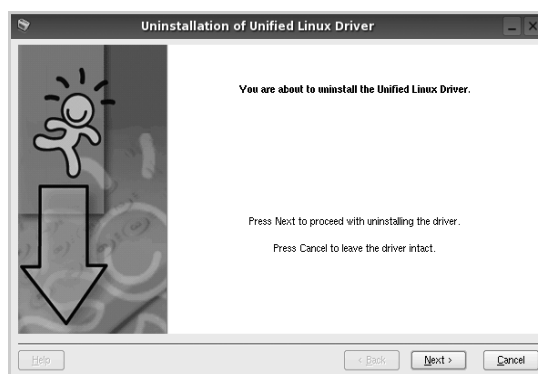 Uninstallation of Unified Linux Driver
You are about to uninstall the Unified Linux Driver.
Press Next to proceed with uninstalling the driver.
Press Cancel to leave the driver intact.
Help
< Back
Next >
Cancel